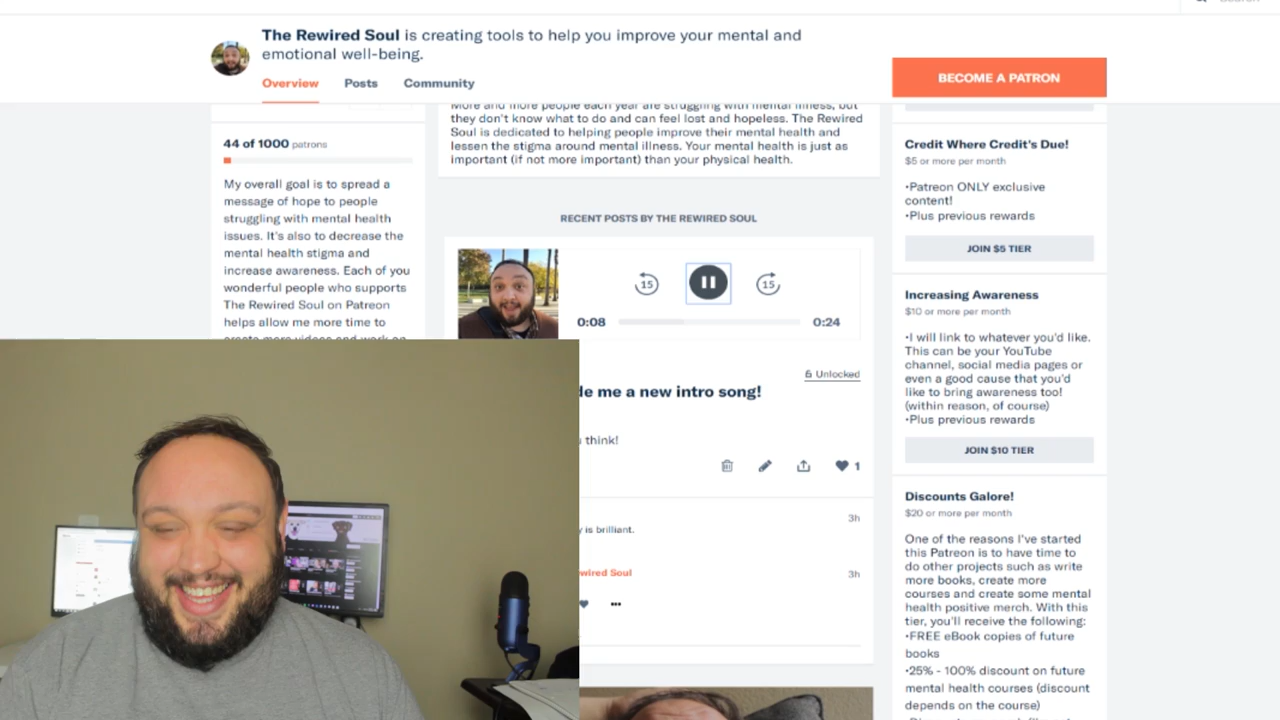 The Rewired Soul is creating tools to help you improve your mental and
emotional well-being.
Overview Posts Community
BECOME A PATRON
44 of 1000 patrons
My overall goal is to spread a
message of hope to people
struggling with mental health
issues. It's also to decrease the
mental health stigma and
increase awareness. Each of you
wonderful people who supports
The Rewired Soul on Patreon
helps allow me more time to
create more videos and work on
More and more people each year are struggling with mental illness, but
they don't know what to do and can feel lost and hopeless. The Rewired
Soul is dedicated to helping people improve their mental health and
lessen the stigma around mental illness. Your mental health is just as
important (if not more important) than your physical health.
RECENT POSTS BY THE REWIRED SOUL
15 15
0:08 0:24
Unlocked
de me a new intro song!
u think!
1
3h
y is brilliant.
wired Soul 3h
Credit Where Credit's Due!
$5 or more per month
•Patreon ONLY exclusive
content!
•Plus previous rewards
JOIN $5 TIER
Increasing Awareness
$10 or more per month
•I will link to whatever you'd like.
This can be your YouTube
channel, social media pages or
even a good cause that you'd
like to bring awareness too!
(within reason, of course)
•Plus previous rewards
JOIN $10 TIER
Discounts Galore!
$20 or more per month
One of the reasons I've started
this Patreon is to have time to
do other projects such as write
more books, create more
courses and create some mental
health positive merch. With this
tier, you'll receive the following:
•FREE eBook copies of future
books
•25% - 100% discount on future
mental health courses (discount
depends on the course)